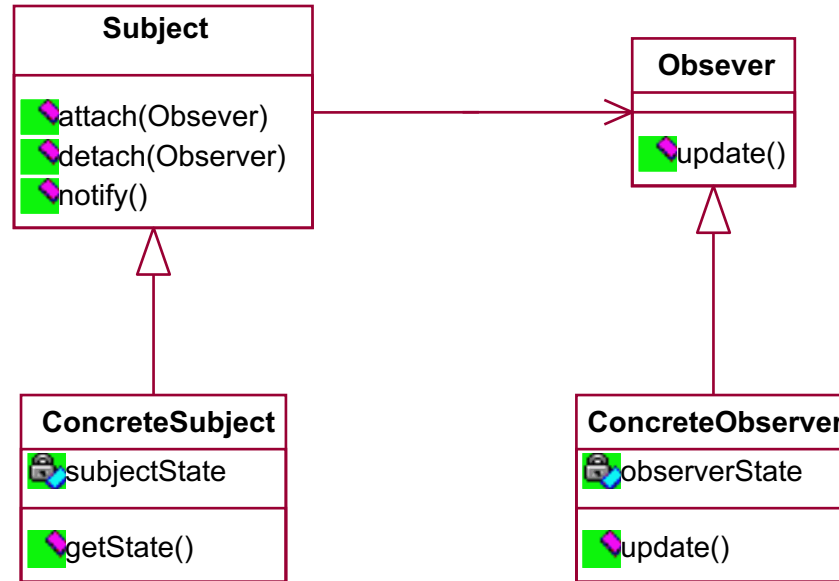 Subject
attach(Obsever)
detach(Observer)
notify()
Obsever
update()
ConcreteSubject
subjectState
getState()
ConcreteObserver
observerState
update()